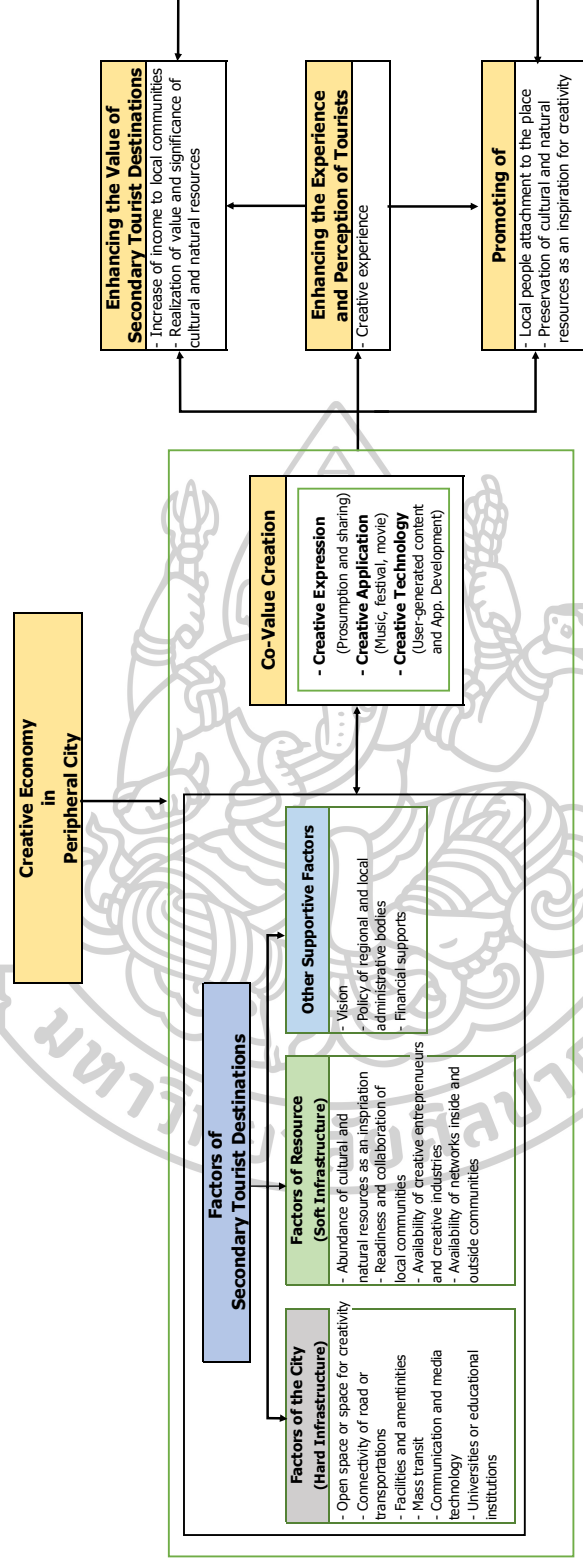 Creative Economy
in
Peripheral City
Factors of
Secondary Tourist Destinations
Factors of the City
(Hard Infrastructure)
- Open space or space for creativity
- Connectivity of road or
transportations
- Facilities and amentinities
- Mass transit
- Communication and media
technology
- Universities or educational
institutions
Factors of Resource
(Soft Infrastructure)
- Abundance of cultural and
natural resources as an inspriation
- Readiness and collaboration of
local communities
- Availability of creative entrepreneurs
and creative industries
- Availability of networks inside and
outside communities
Other Supportive Factors
- Vision
- Policy of regional and local
administrative bodies
- Financial supports
Co-Value Creation
- Creative Expression
(Prosumption and sharing)
- Creative Application
(Music, festival, movie)
- Creative Technology
(User-generated content
and App. Development)
Enhancing the Value of
Secondary Tourist Destinations
- Increase of income to local communities
- Realization of value and significance of
cultural and natural resources
Enhancing the Experience
and Perception of Tourists
- Creative experience
Promoting of
- Local people attachment to the place
- Preservation of cultural and natural
resources as an inspiration for creativity